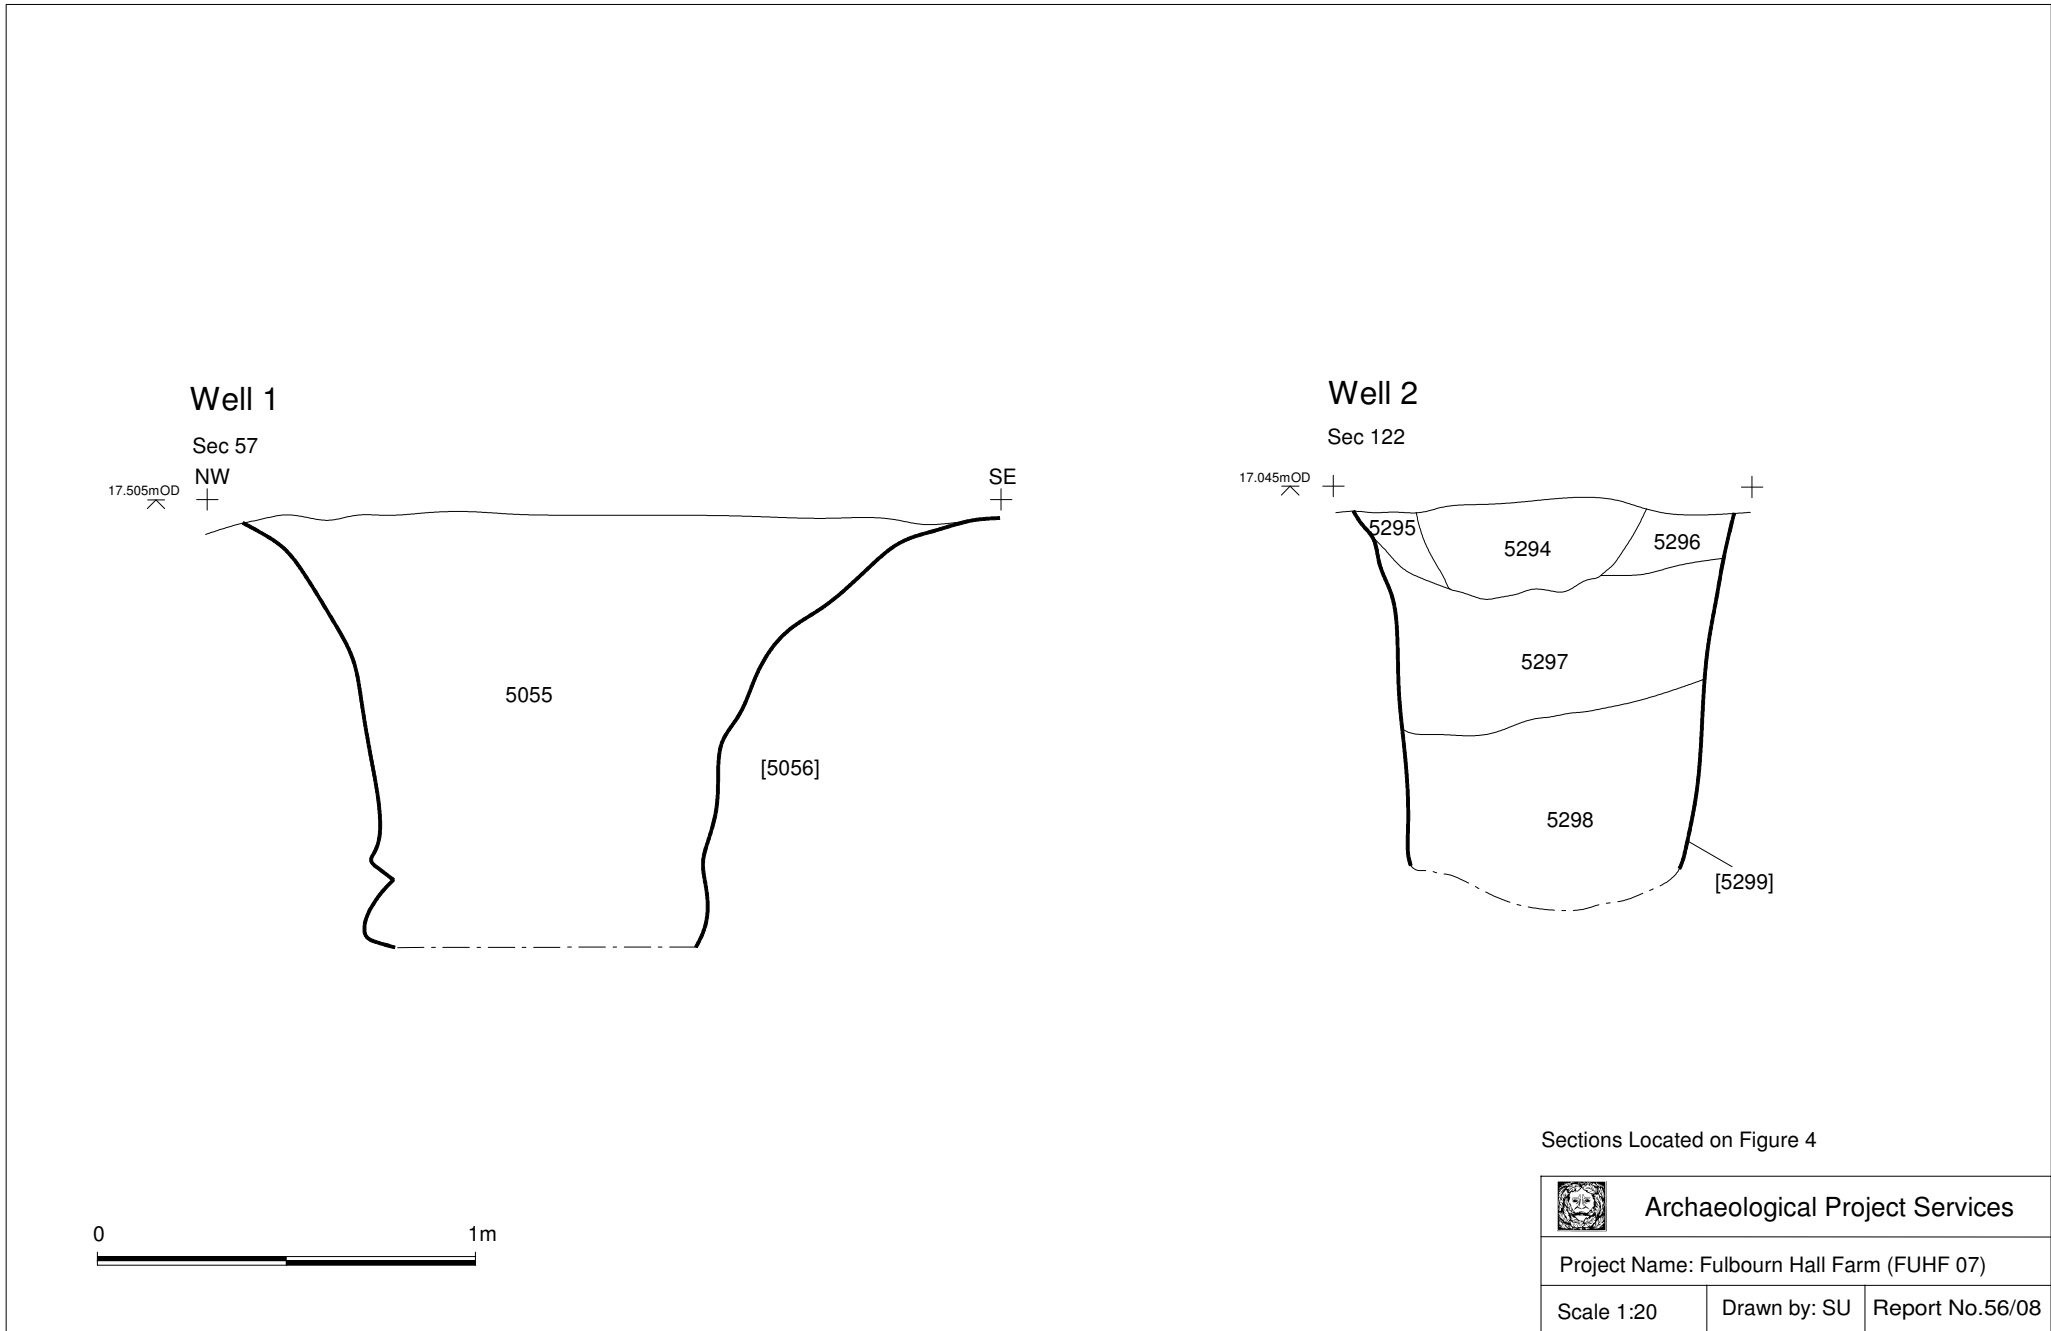 Well 1
Sec 57
NW
SE
17.505mOD
5055
[5056]
Well 2
Sec 122
17.045mOD
5295
5294
5296
5297
5298
[5299]
0
1m
Sections Located on Figure 4
Archaeological Project Services
Project Name: Fulbourn Hall Farm (FUHF 07)
Scale 1:20
Drawn by: SU
Report No.56/08